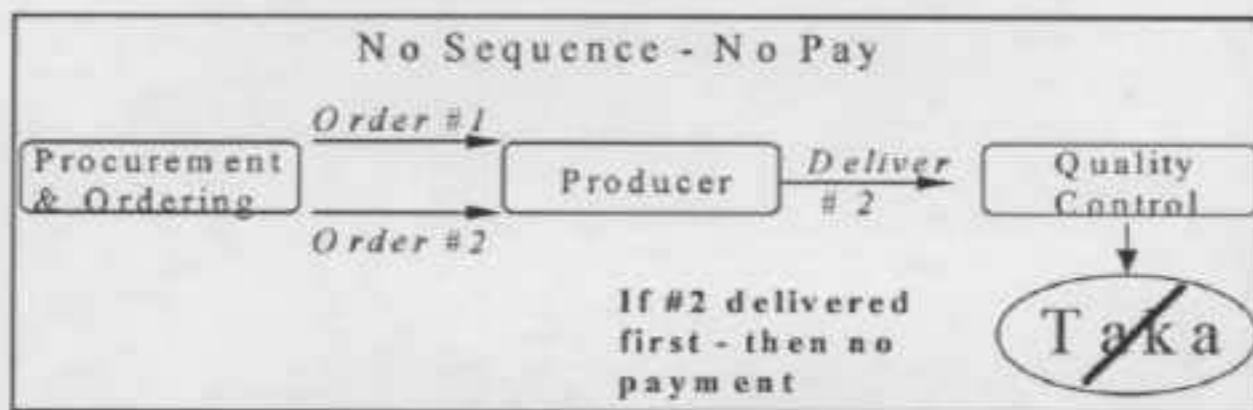 No Sequence - No Pay
Order #1
Procurement
& Ordering
Order #2
Producer
Deliver
# 2
Quality
Control
If #2 delivered
first - then no
payment
Taka